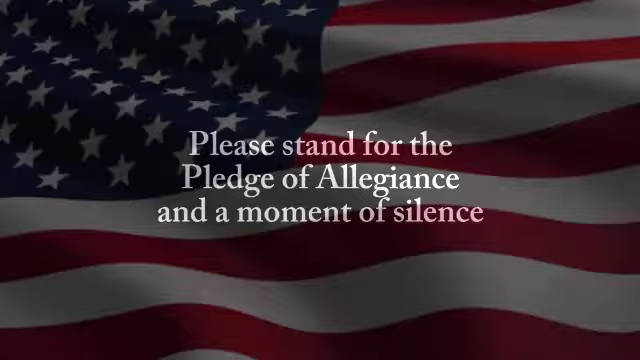 Please stand for the
Pledge of Allegiance
and a moment of silence